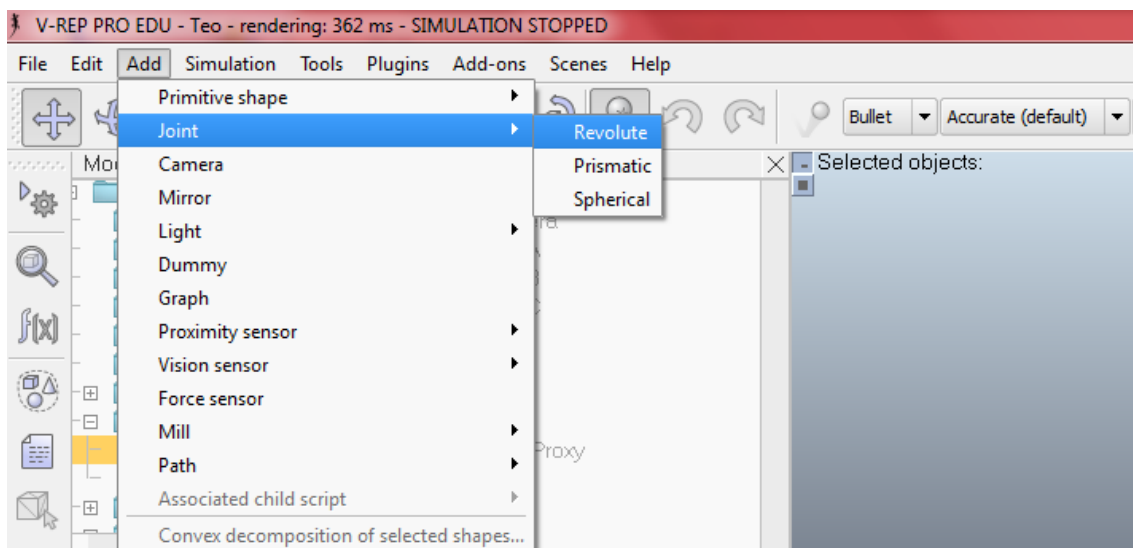 V-REP PRO EDU - Teo - rendering: 362 ms - SIMULATION STOPPED
File Edit Add Simulation Tools Plugins Add-ons Scenes Help
Primitive shape
Joint
Revolute
Bullet
Accurate (default)
Camera
Prismatic
Selected objects:
Mirror
Spherical
Light
Dummy
Graph
Proximity sensor
Vision sensor
Force sensor
Mill
Proxy
Path
f(x)
Associated child script
Convex decomposition of selected shapes...